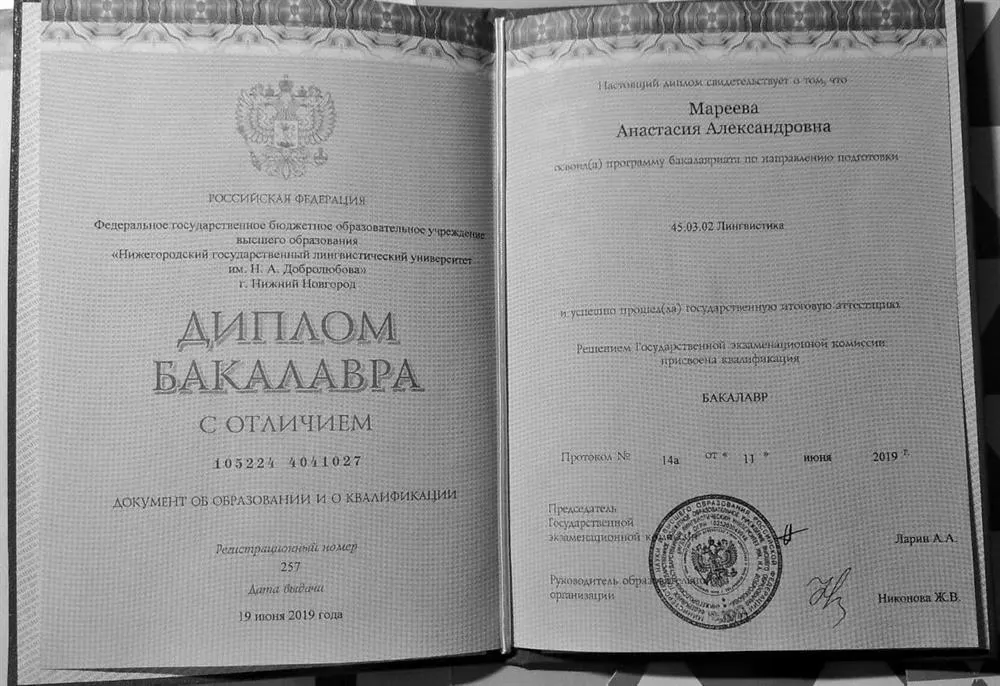 РОССИЙСКАЯ ФЕДЕРАЦИЯ
Федеральное государственное бюджетное образовательное учреждение
высшего образования
«Нижегородский государственный лингвистический университет
им. Н. А. Добролюбова»
г. Нижний Новгород
ДИПЛОМ
БАКАЛАВРА
С ОТЛИЧИЕМ
105224 4041027
ДОКУМЕНТ ОБ ОБРАЗОВАНИИ И О КВАЛИФИКАЦИИ
Регистрационный номер
257
Дата выдачи
19 июня 2019 года
Настоящий диплом свидетельствует о том, что
Мареева
Анастасия Александровна
освоил(а) программу бакалавриата по направлению подготовки
45.03.02 Лингвистика
и успешно прошел(ла) государственную итоговую аттестацию
Решением Государственной экзаменационной комиссии
присвоена квалификация
БАКАЛАВР
Протокол № 14а от « 11 » июня 2019 г.
Председатель
Государственной
экзаменационной
Ларин А.А.
Руководитель образовательной
организации
Никонова Ж.В.